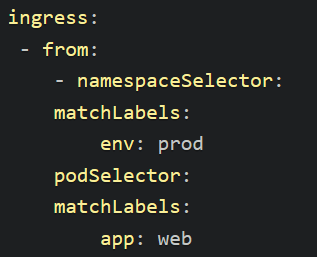 ingress:
 - from:
    - namespaceSelector:
    matchLabels:
        env: prod
    podSelector:
    matchLabels:
        app: web